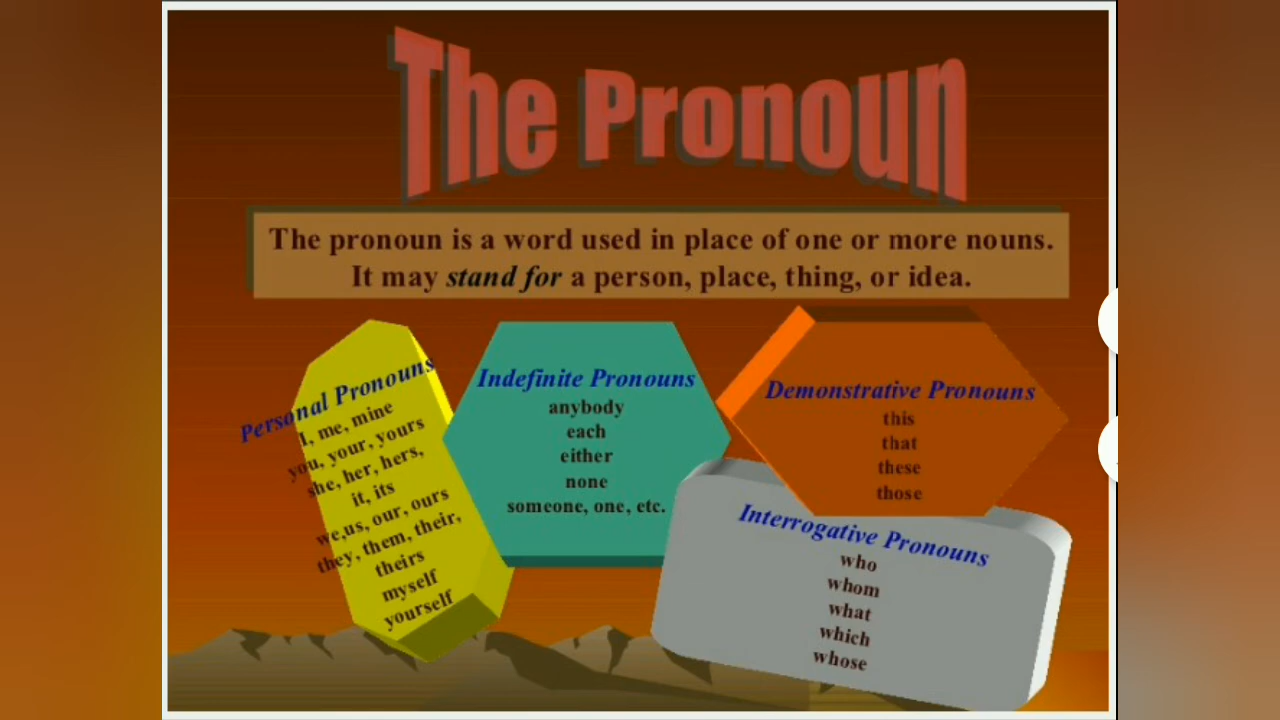 The Pronoun
The pronoun is a word used in place of one or more nouns.
It may stand for a person, place, thing, or idea.
Personal Pronouns
I, me, mine
you, your, yours
she, her, hers,
it, its
we,us, our, ours
they, them, their,
theirs
myself
yourself
Indefinite Pronouns
anybody
each
either
none
someone, one, etc.
Demonstrative Pronouns
this
that
these
those
Interrogative Pronouns
who
whom
what
which
whose